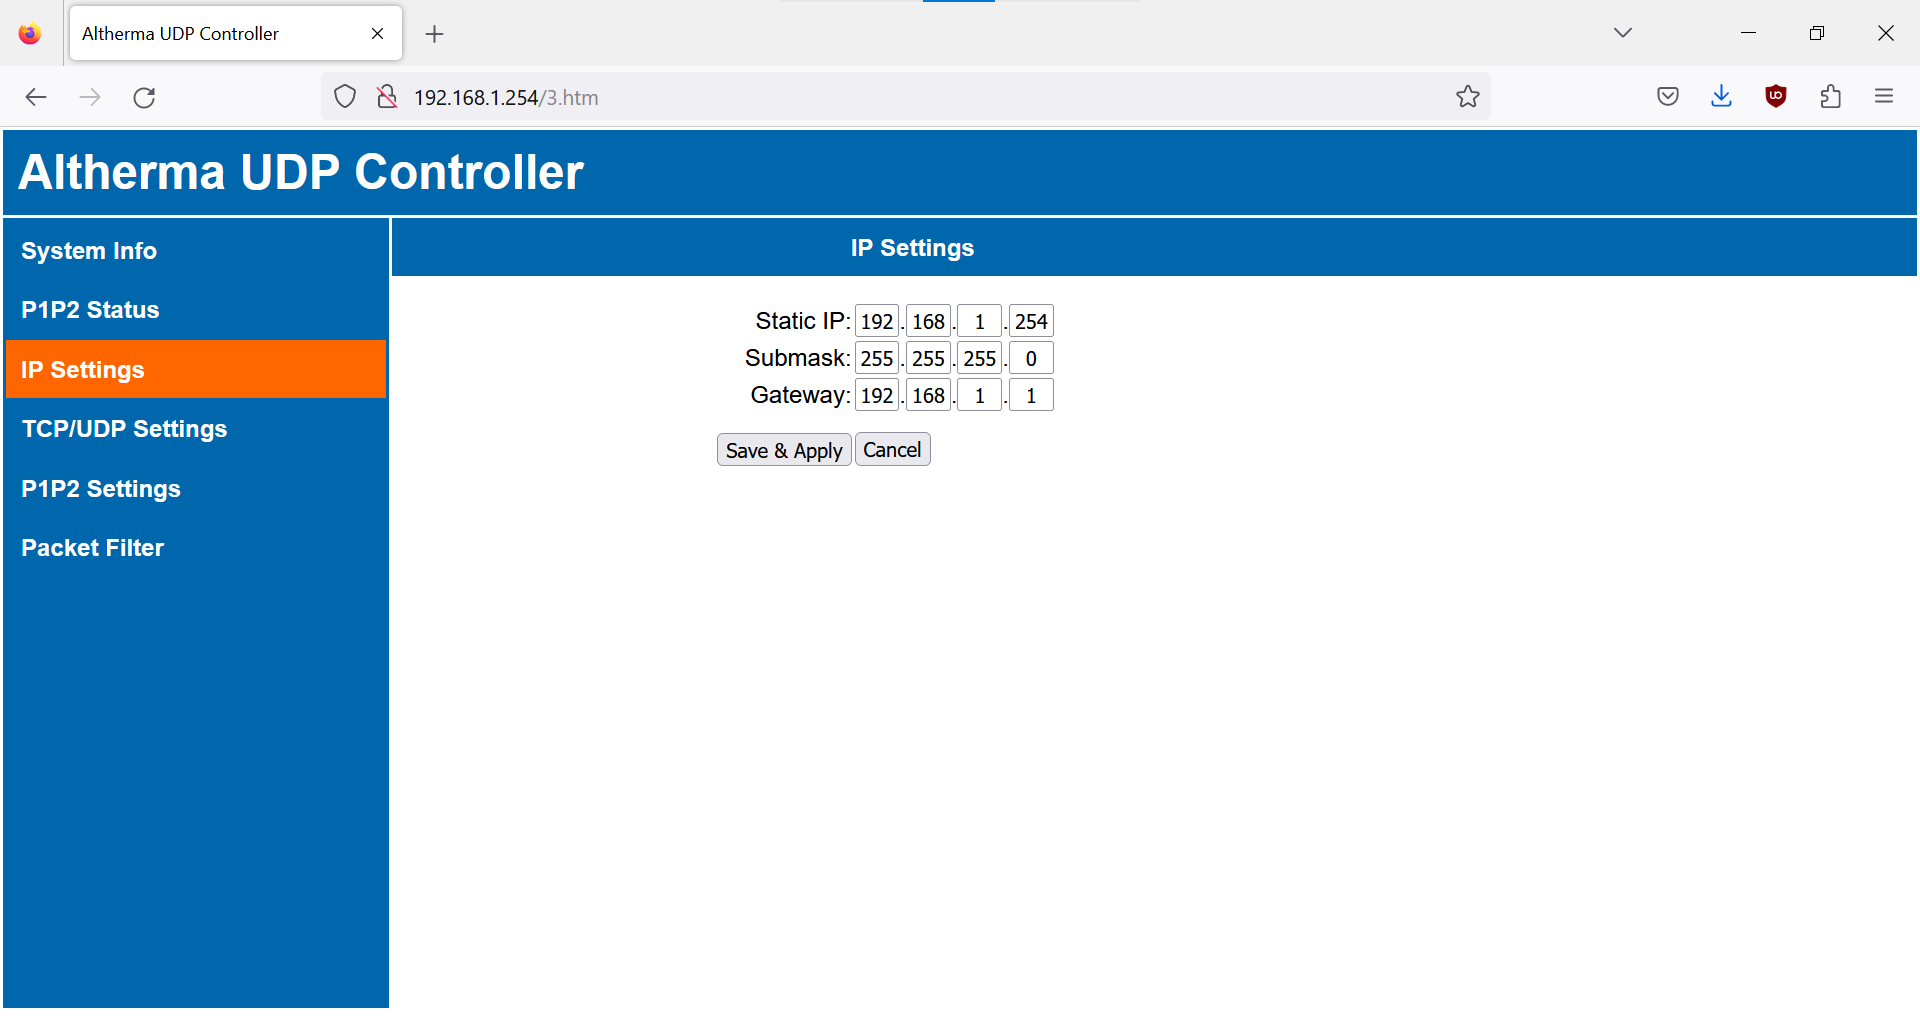 Altherma UDP Controller
192.168.1.254/3.htm
Altherma UDP Controller
System Info
P1P2 Status
IP Settings
TCP/UDP Settings
P1P2 Settings
Packet Filter
IP Settings
Static IP: 192 . 168 . 1 . 254
Submask: 255 . 255 . 255 . 0
Gateway: 192 . 168 . 1 . 1
Save & Apply Cancel